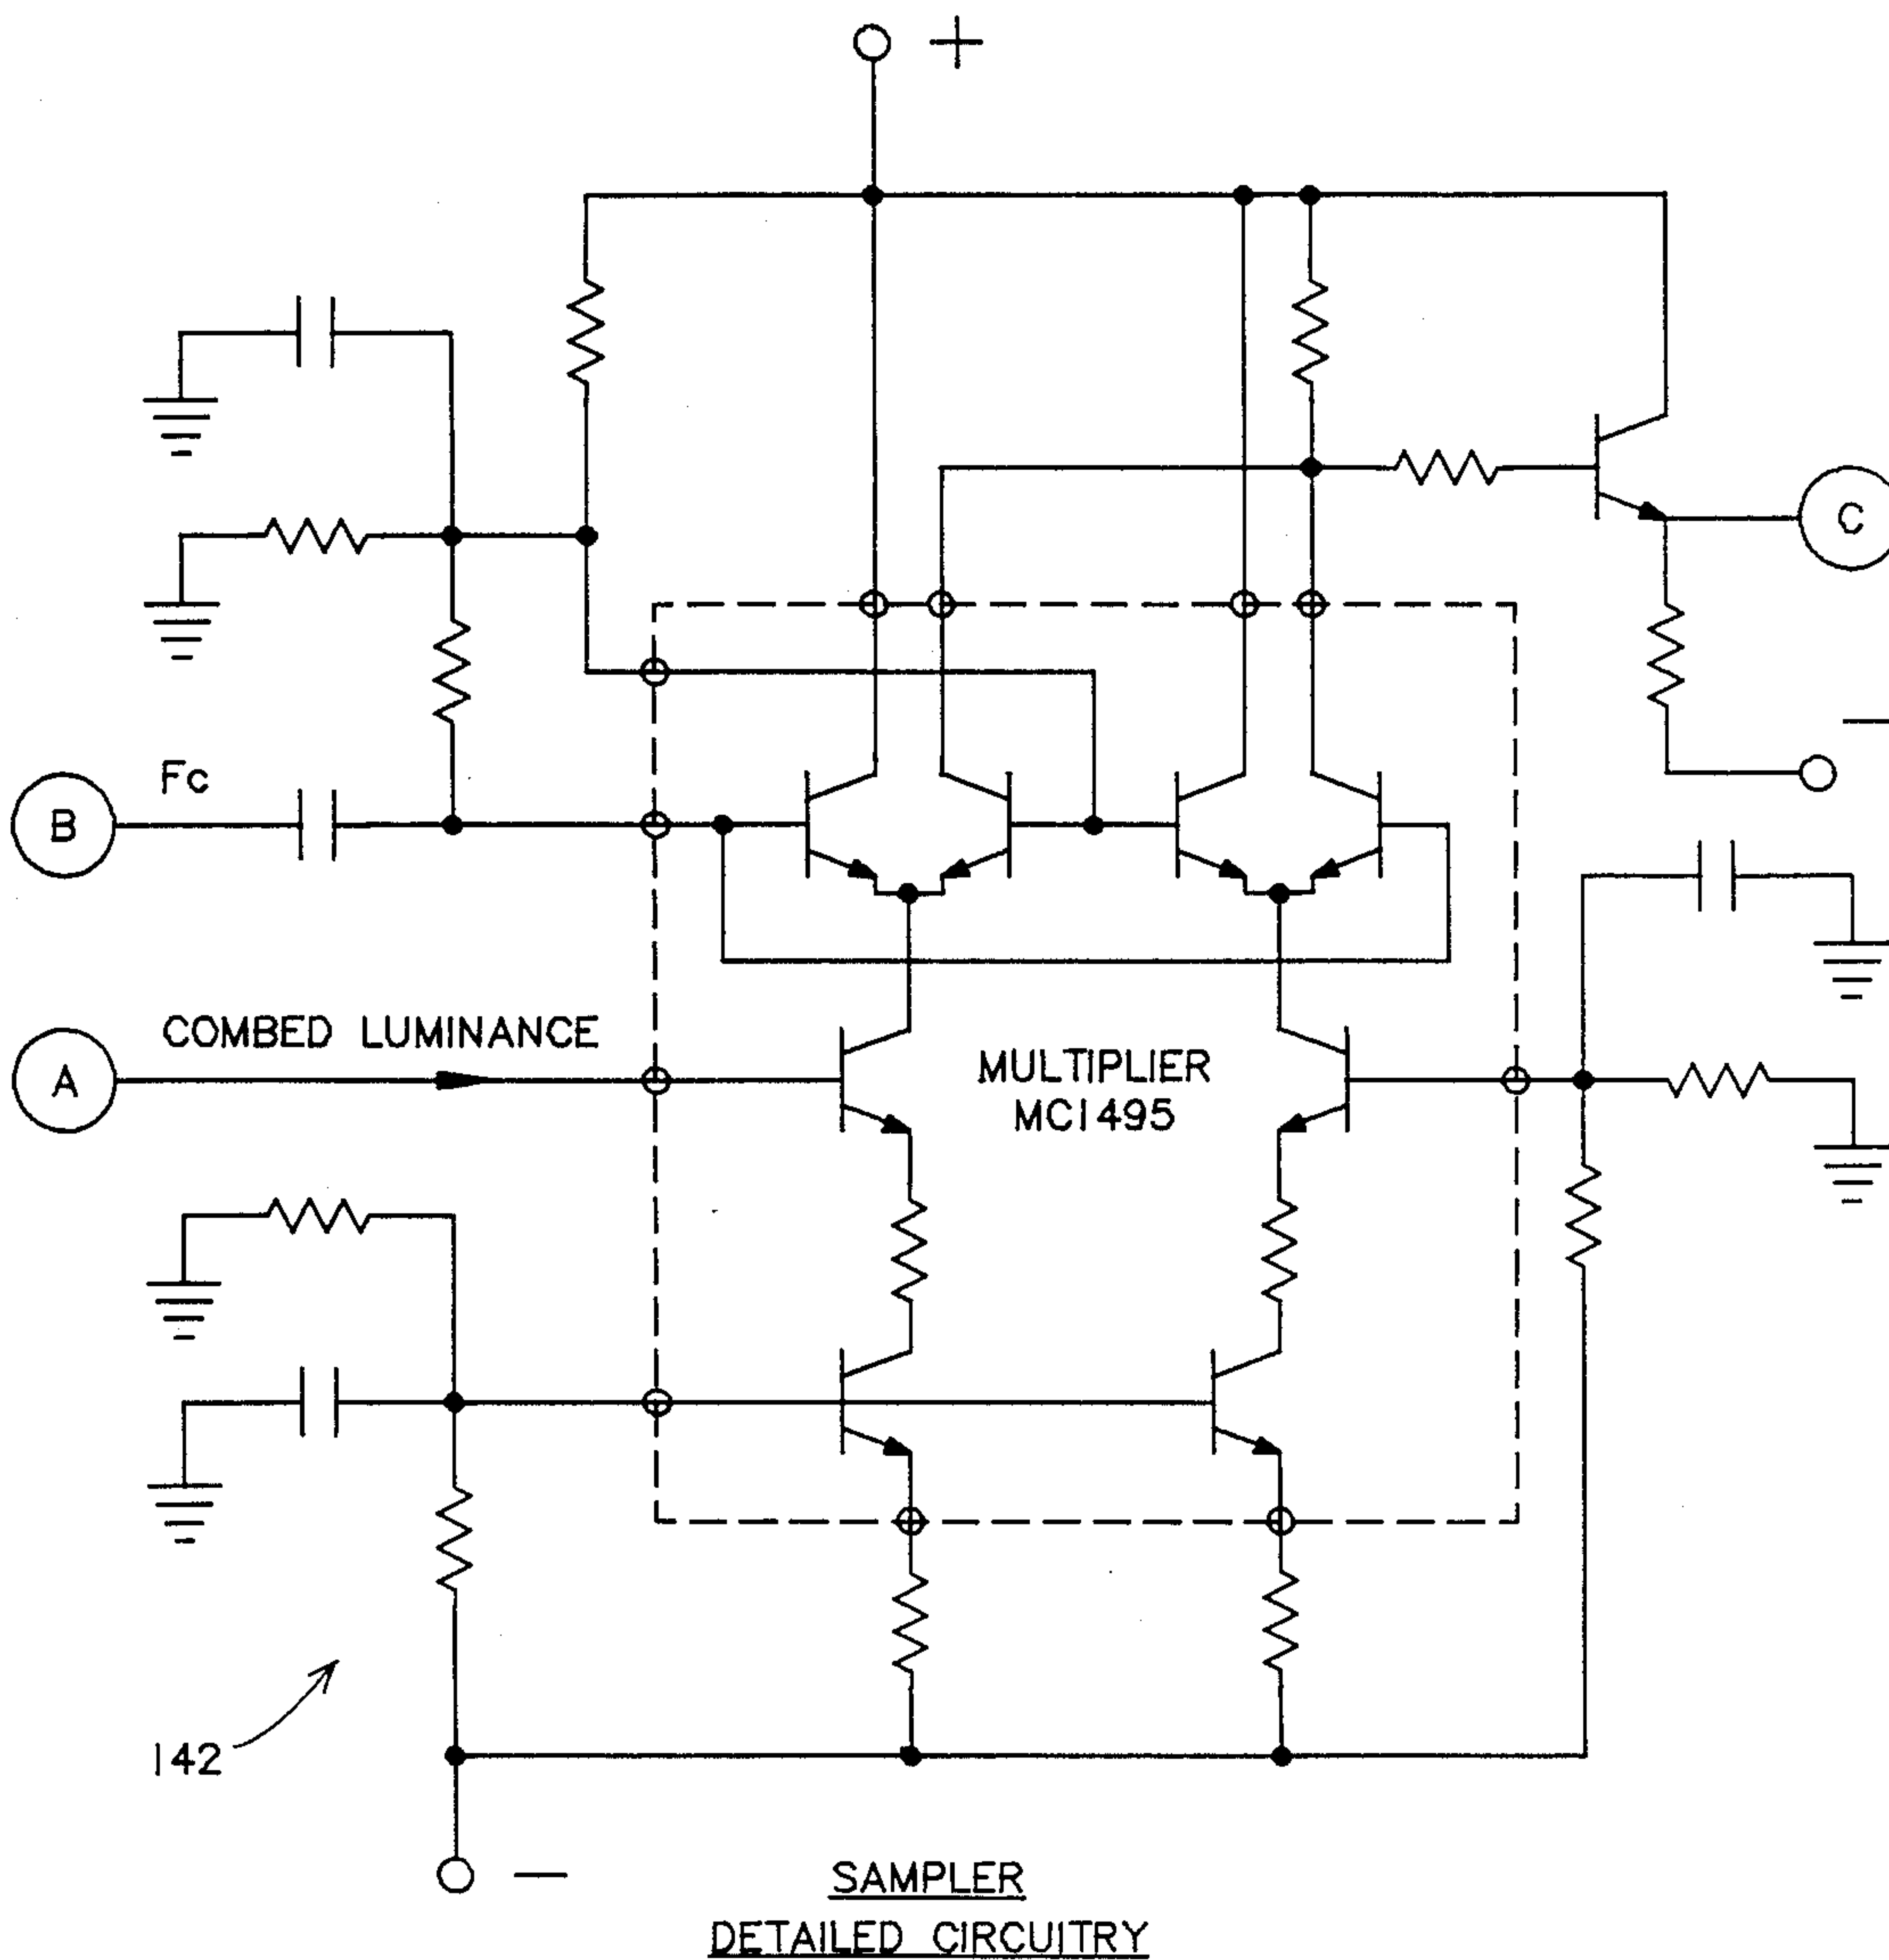 +
C
Fc
B
—
COMBED LUMINANCE
A
MULTIPLIER
MC1495
142
—
SAMPLER
DETAILED CIRCUITRY